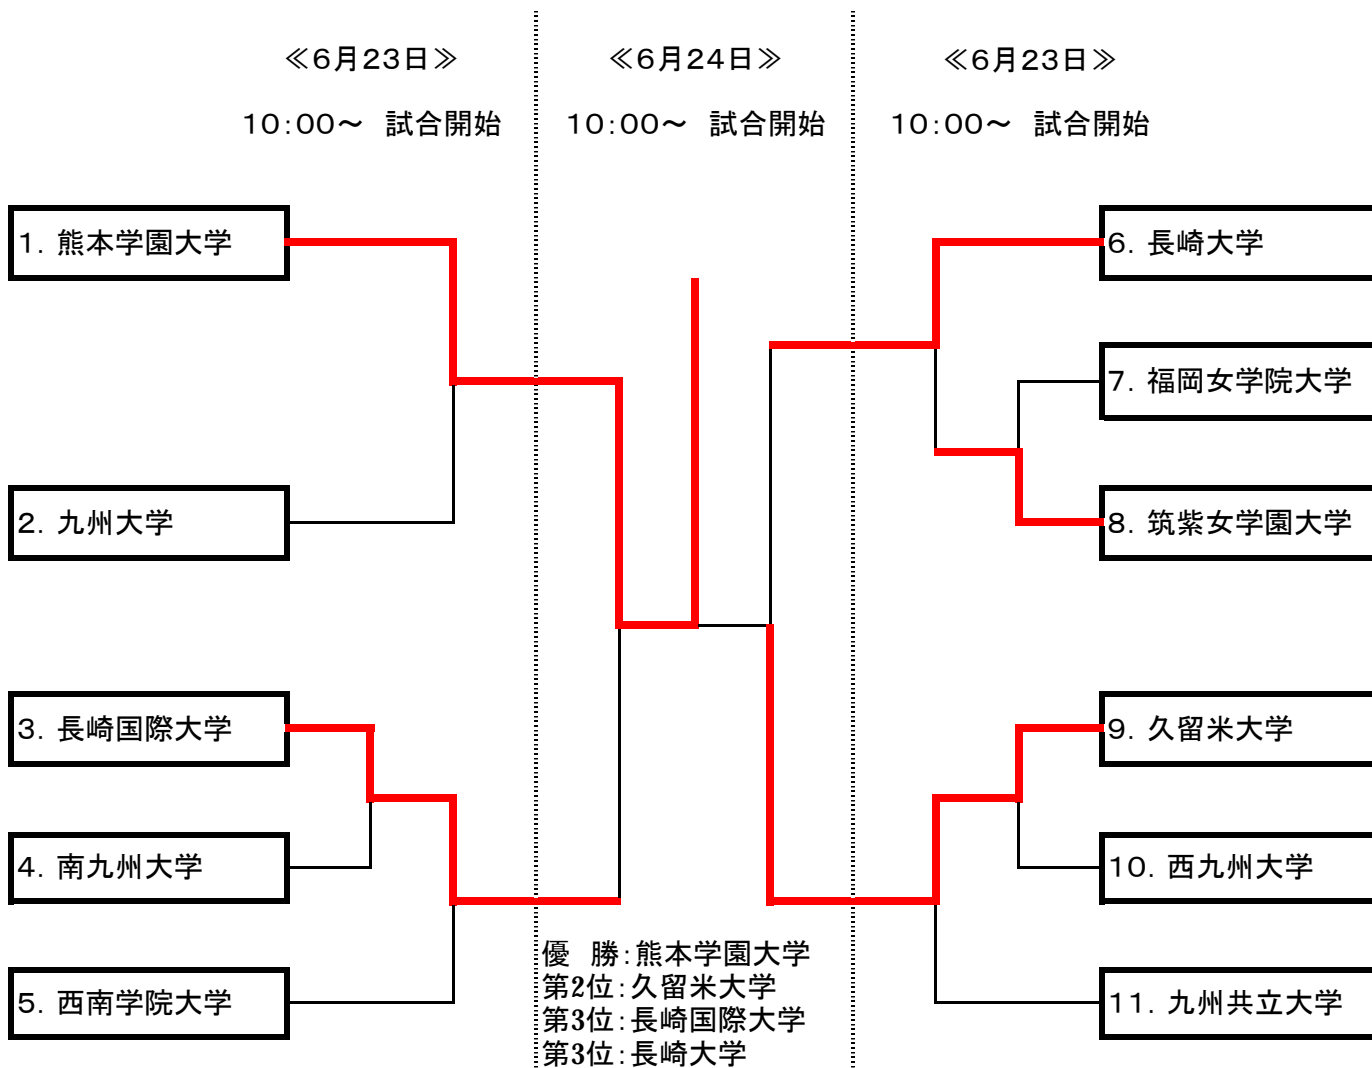 ≪6月23日≫
≪6月24日≫
≪6月23日≫
10:00～ 試合開始
10:00～ 試合開始
10:00～ 試合開始
1. 熊本学園大学
2. 九州大学
3. 長崎国際大学
4. 南九州大学
5. 西南学院大学
6. 長崎大学
7. 福岡女学院大学
8. 筑紫女学園大学
9. 久留米大学
10. 西九州大学
11. 九州共立大学
優 勝:熊本学園大学
第2位:久留米大学
第3位:長崎国際大学
第3位:長崎大学